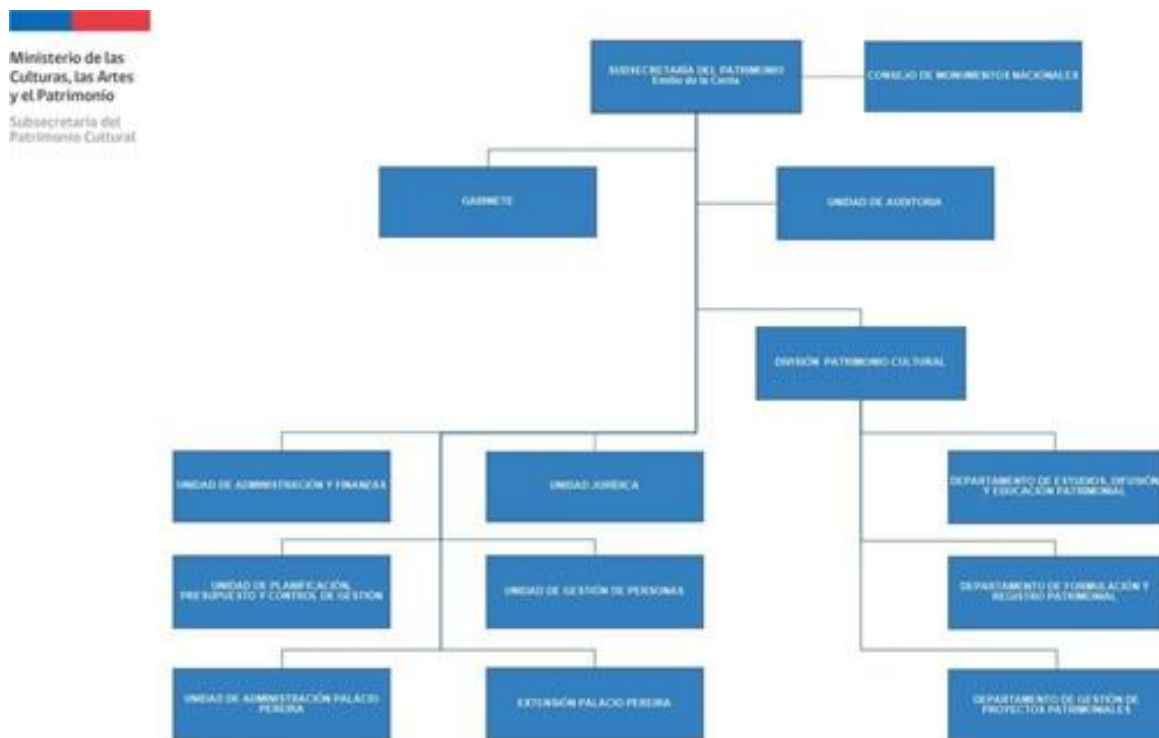 Ministerio de las
Culturas, las Artes
y el Patrimonio
Subsecretaría del
Patrimonio Cultural
SUBSECRETARÍA DEL PATRIMONIO
Emilio de la Cerda
CONSEJO DE MONUMENTOS NACIONALES
GABINETE
UNIDAD DE AUDITORIA
DIVISIÓN PATRIMONIO CULTURAL
UNIDAD DE ADMINISTRACIÓN Y FINANZAS
UNIDAD JURÍDICA
DEPARTAMENTO DE ESTUDIOS, DIFUSIÓN
Y EDUCACIÓN PATRIMONIAL
UNIDAD DE PLANIFICACIÓN,
PRESUPUESTO Y CONTROL DE GESTIÓN
UNIDAD DE GESTIÓN DE PERSONAS
DEPARTAMENTO DE FORMULACIÓN Y
REGISTRO PATRIMONIAL
UNIDAD DE ADMINISTRACIÓN PALACIO
PEREIRA
EXTENSIÓN PALACIO PEREIRA
DEPARTAMENTO DE GESTIÓN DE
PROYECTOS PATRIMONIALES